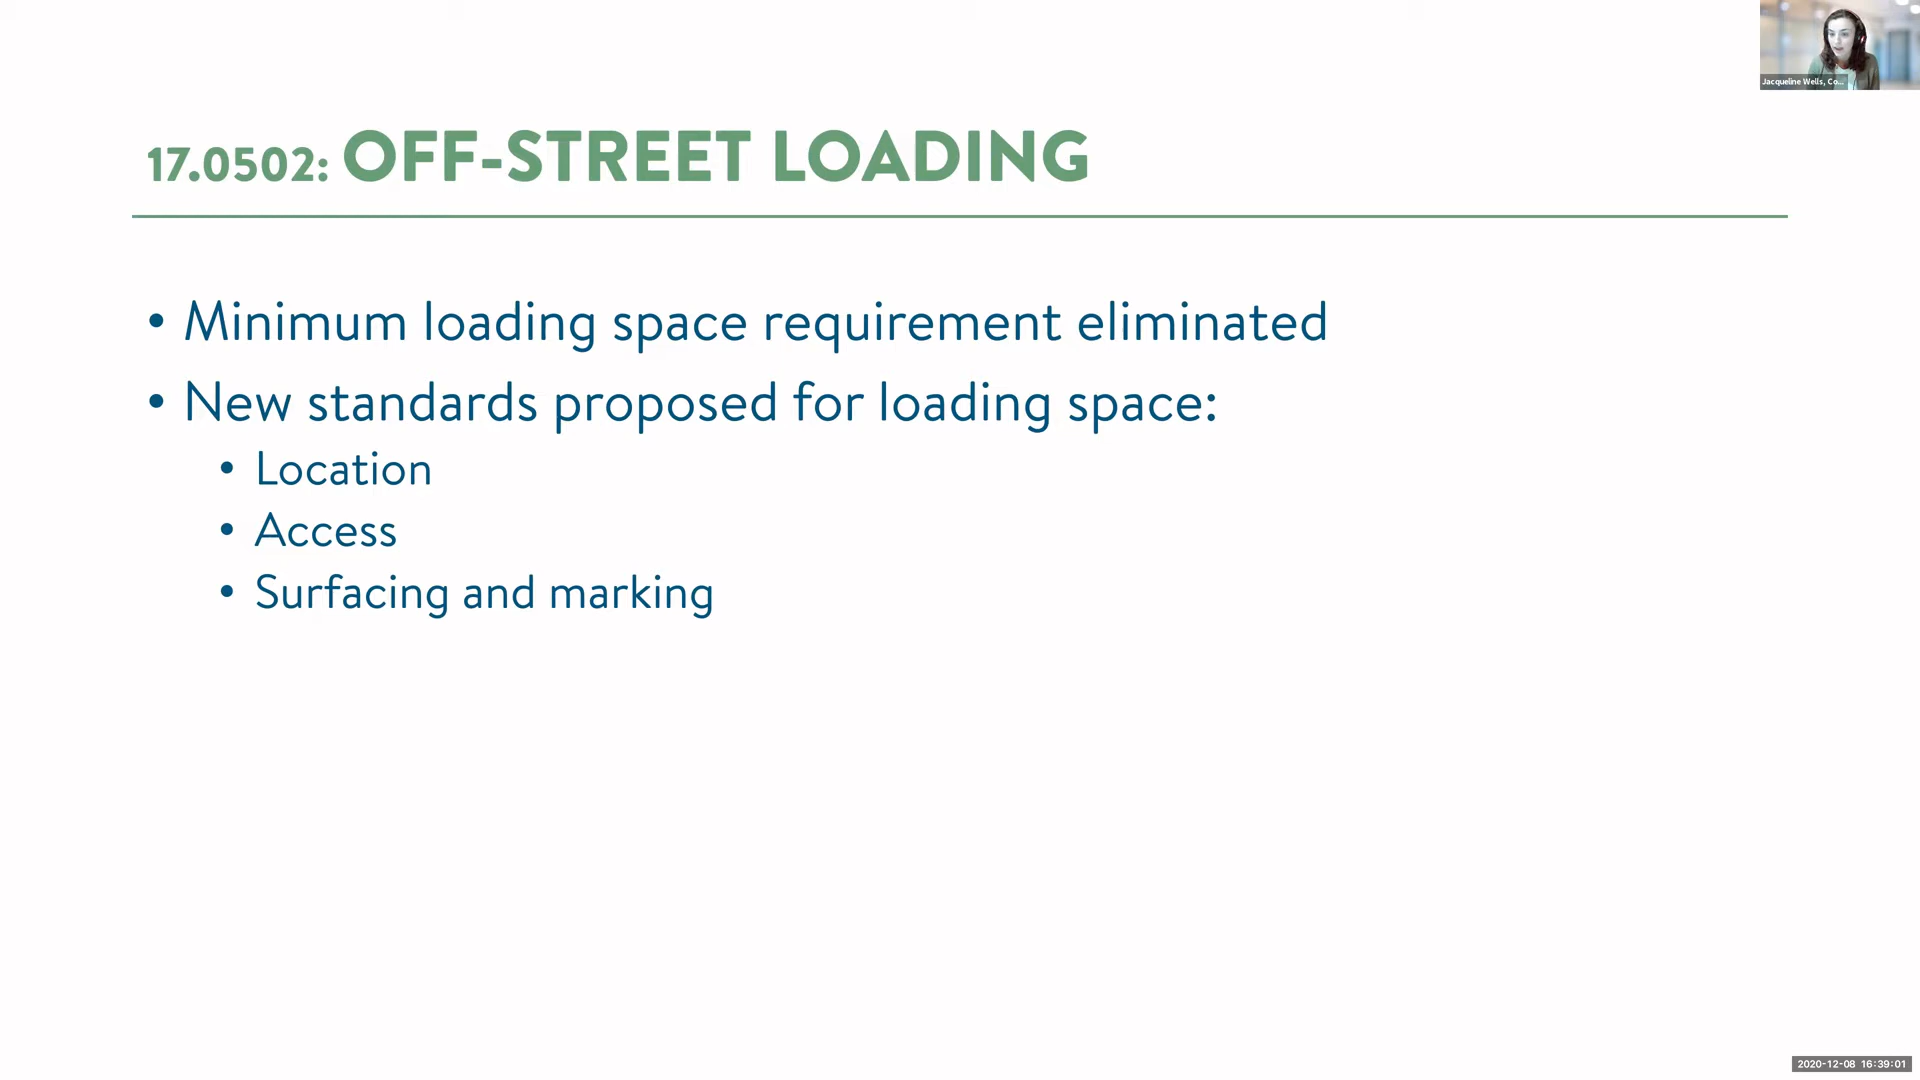 Jacqueline Wells, Co...
17.0502: OFF-STREET LOADING
• Minimum loading space requirement eliminated
• New standards proposed for loading space:
• Location
• Access
• Surfacing and marking
2020-12-08 16:39:01